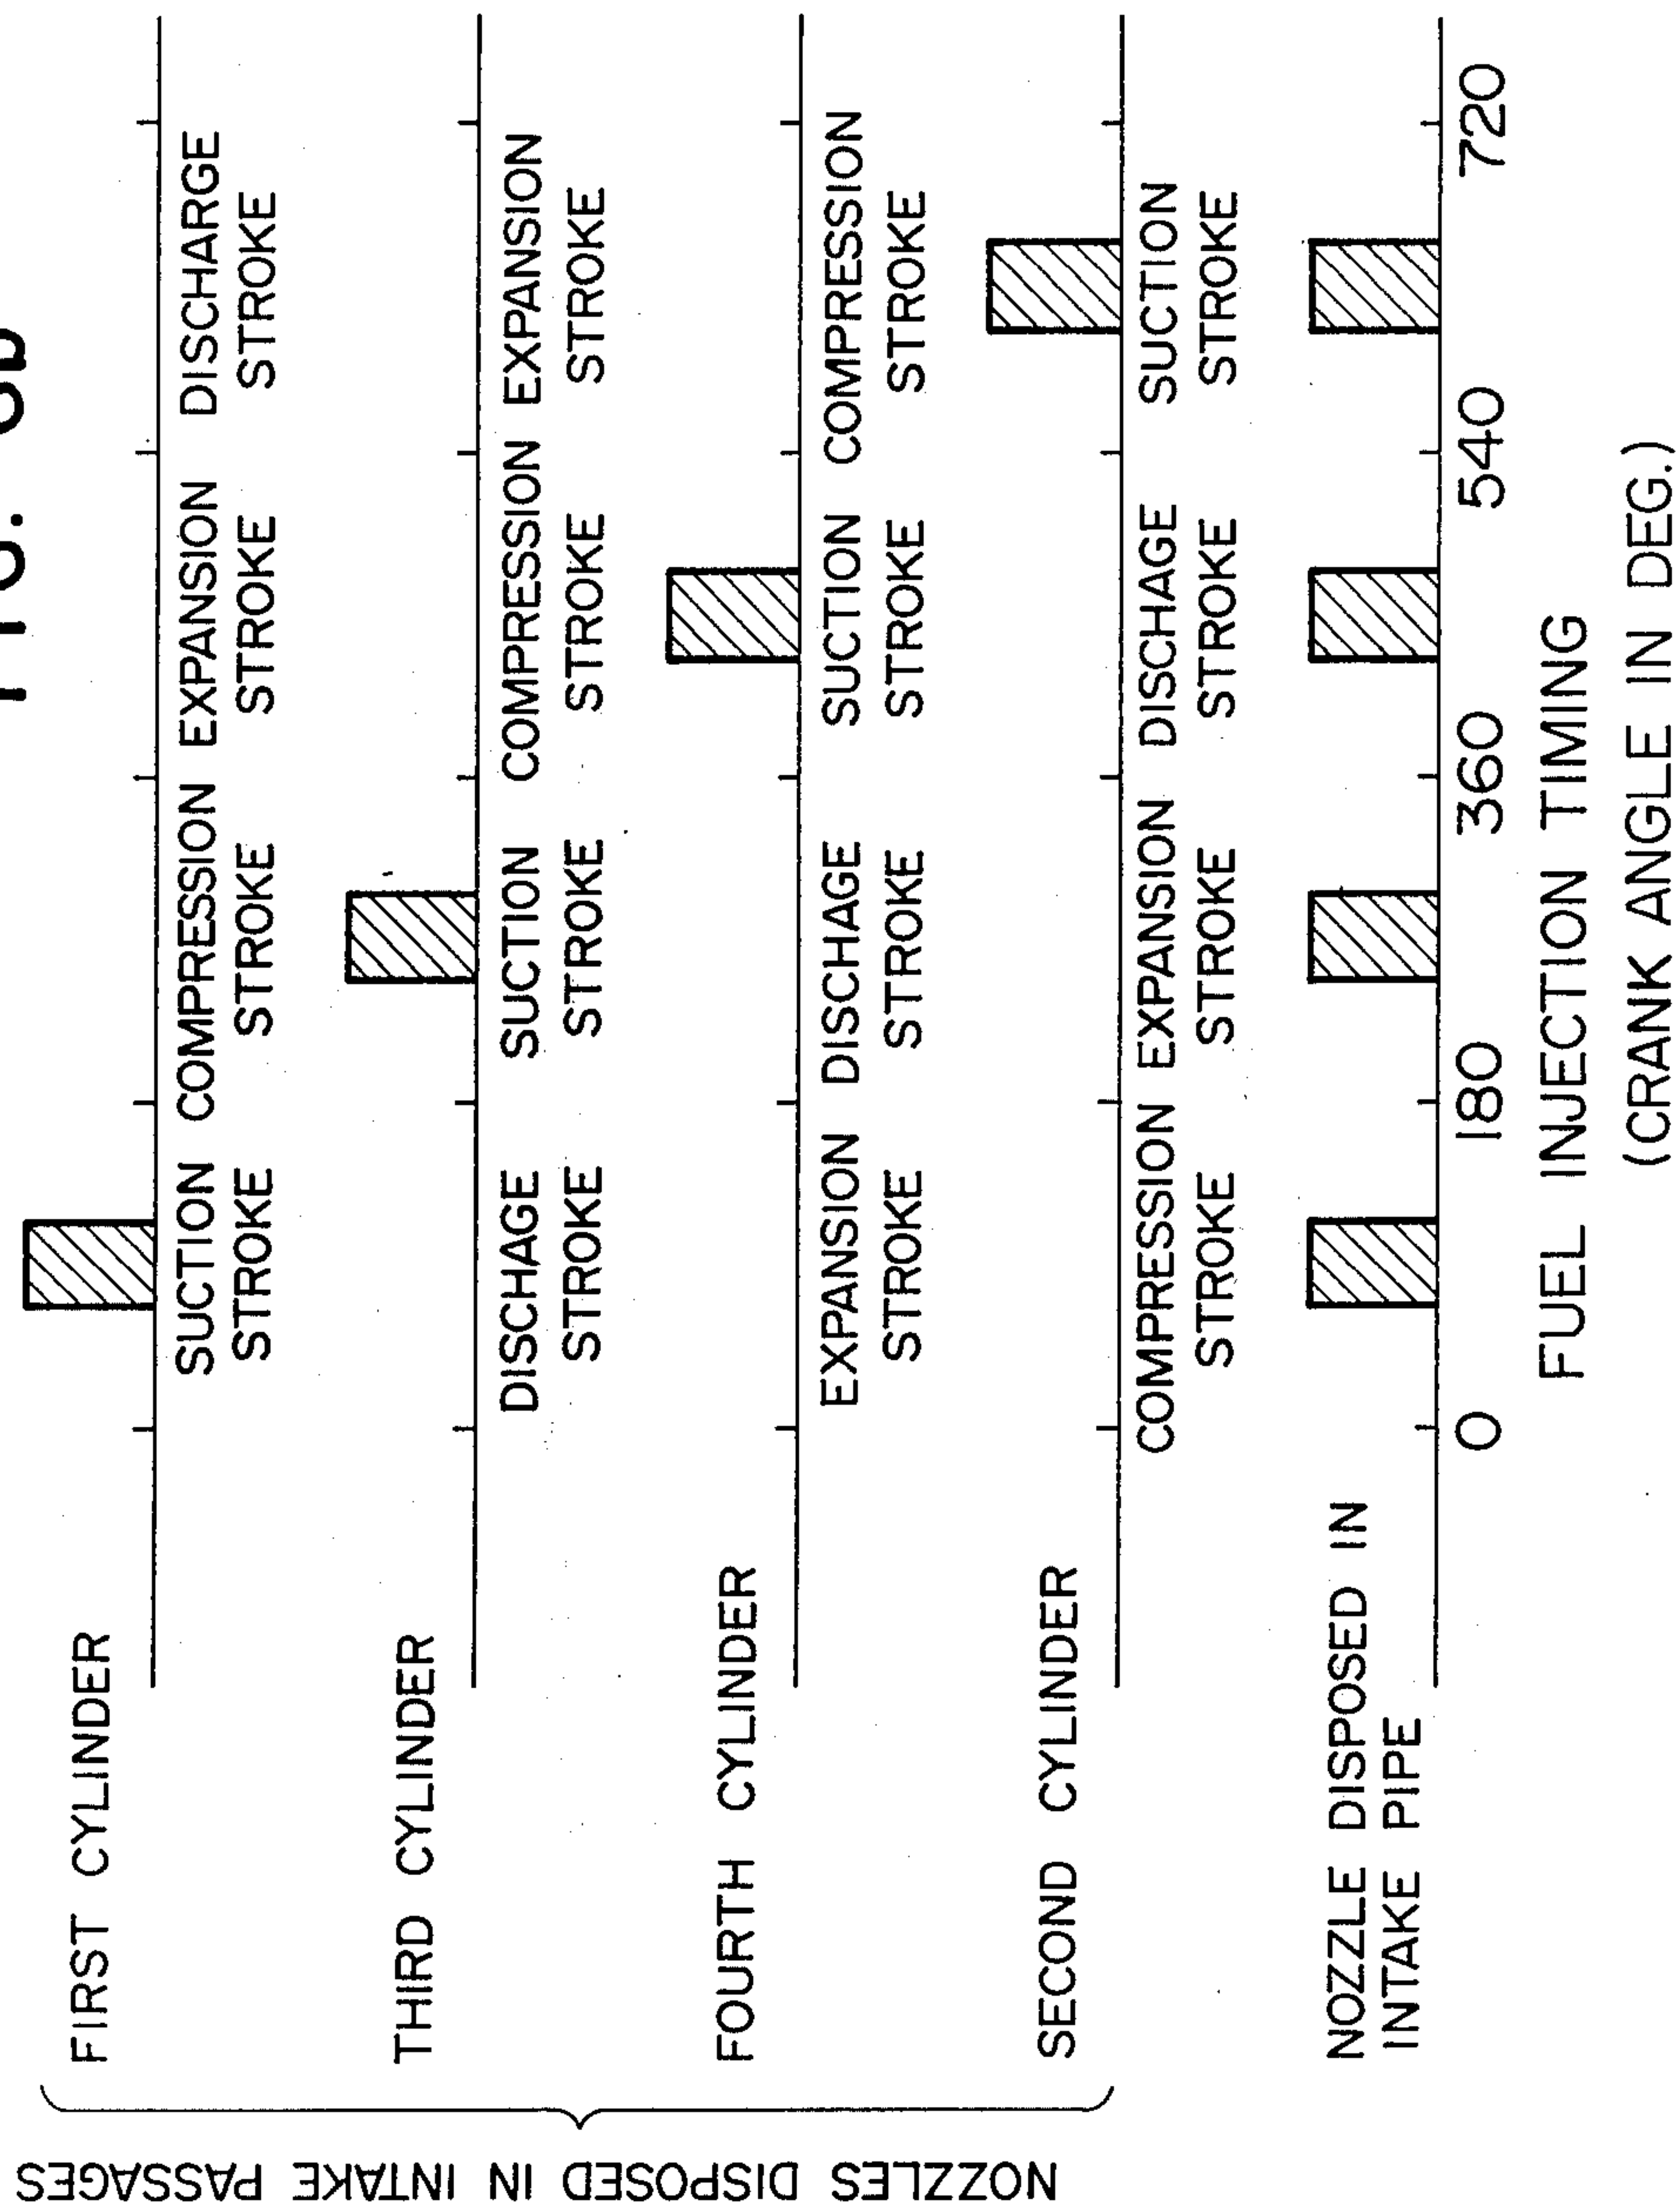 NOZZLES DISPOSED IN INTAKE PASSAGES
FIRST CYLINDER
SUCTION COMPRESSION EXPANSION DISCHARGE
STROKE STROKE STROKE STROKE
THIRD CYLINDER
DISCHAGE SUCTION COMPRESSION EXPANSION
STROKE STROKE STROKE STROKE
FOURTH CYLINDER
EXPANSION DISCHAGE SUCTION COMPRESSION
STROKE STROKE STROKE STROKE
SECOND CYLINDER
COMPRESSION EXPANSION DISCHAGE SUCTION
STROKE STROKE STROKE STROKE
NOZZLE DISPOSED IN
INTAKE PIPE
0 180 360 540 720
FUEL INJECTION TIMING
(CRANK ANGLE IN DEG.)